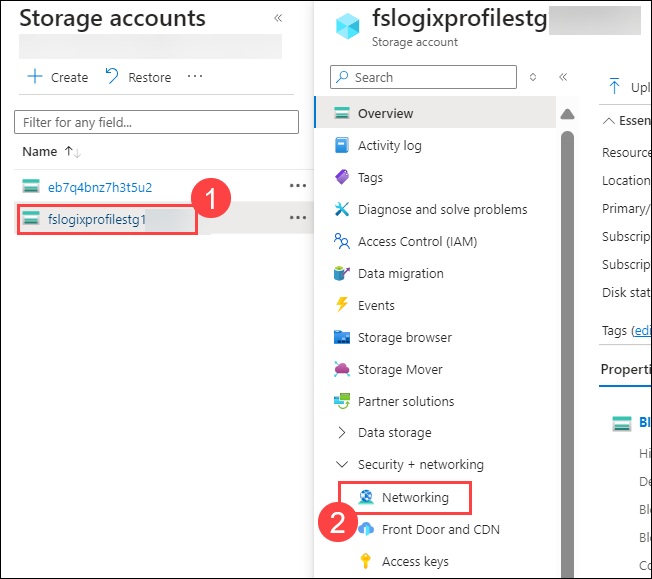 Storage accounts
«
Create
Restore
...
Filter for any field...
Name ↑↓
eb7q4bnz7h3t5u2
...
fslogixprofilestg1
...
1
fslogixprofilestg
Storage account
Search
«
Overview
Activity log
Tags
Diagnose and solve problems
Access Control (IAM)
Data migration
Events
Storage browser
Storage Mover
Partner solutions
Data storage
Security + networking
Networking
2
Front Door and CDN
Access keys
Upl
Essen
Resource
Location
Primary/
Subscrip
Subscrip
Disk stat
Tags (edi
Properti
Bl
Hi
De
Blo
Blo
Co